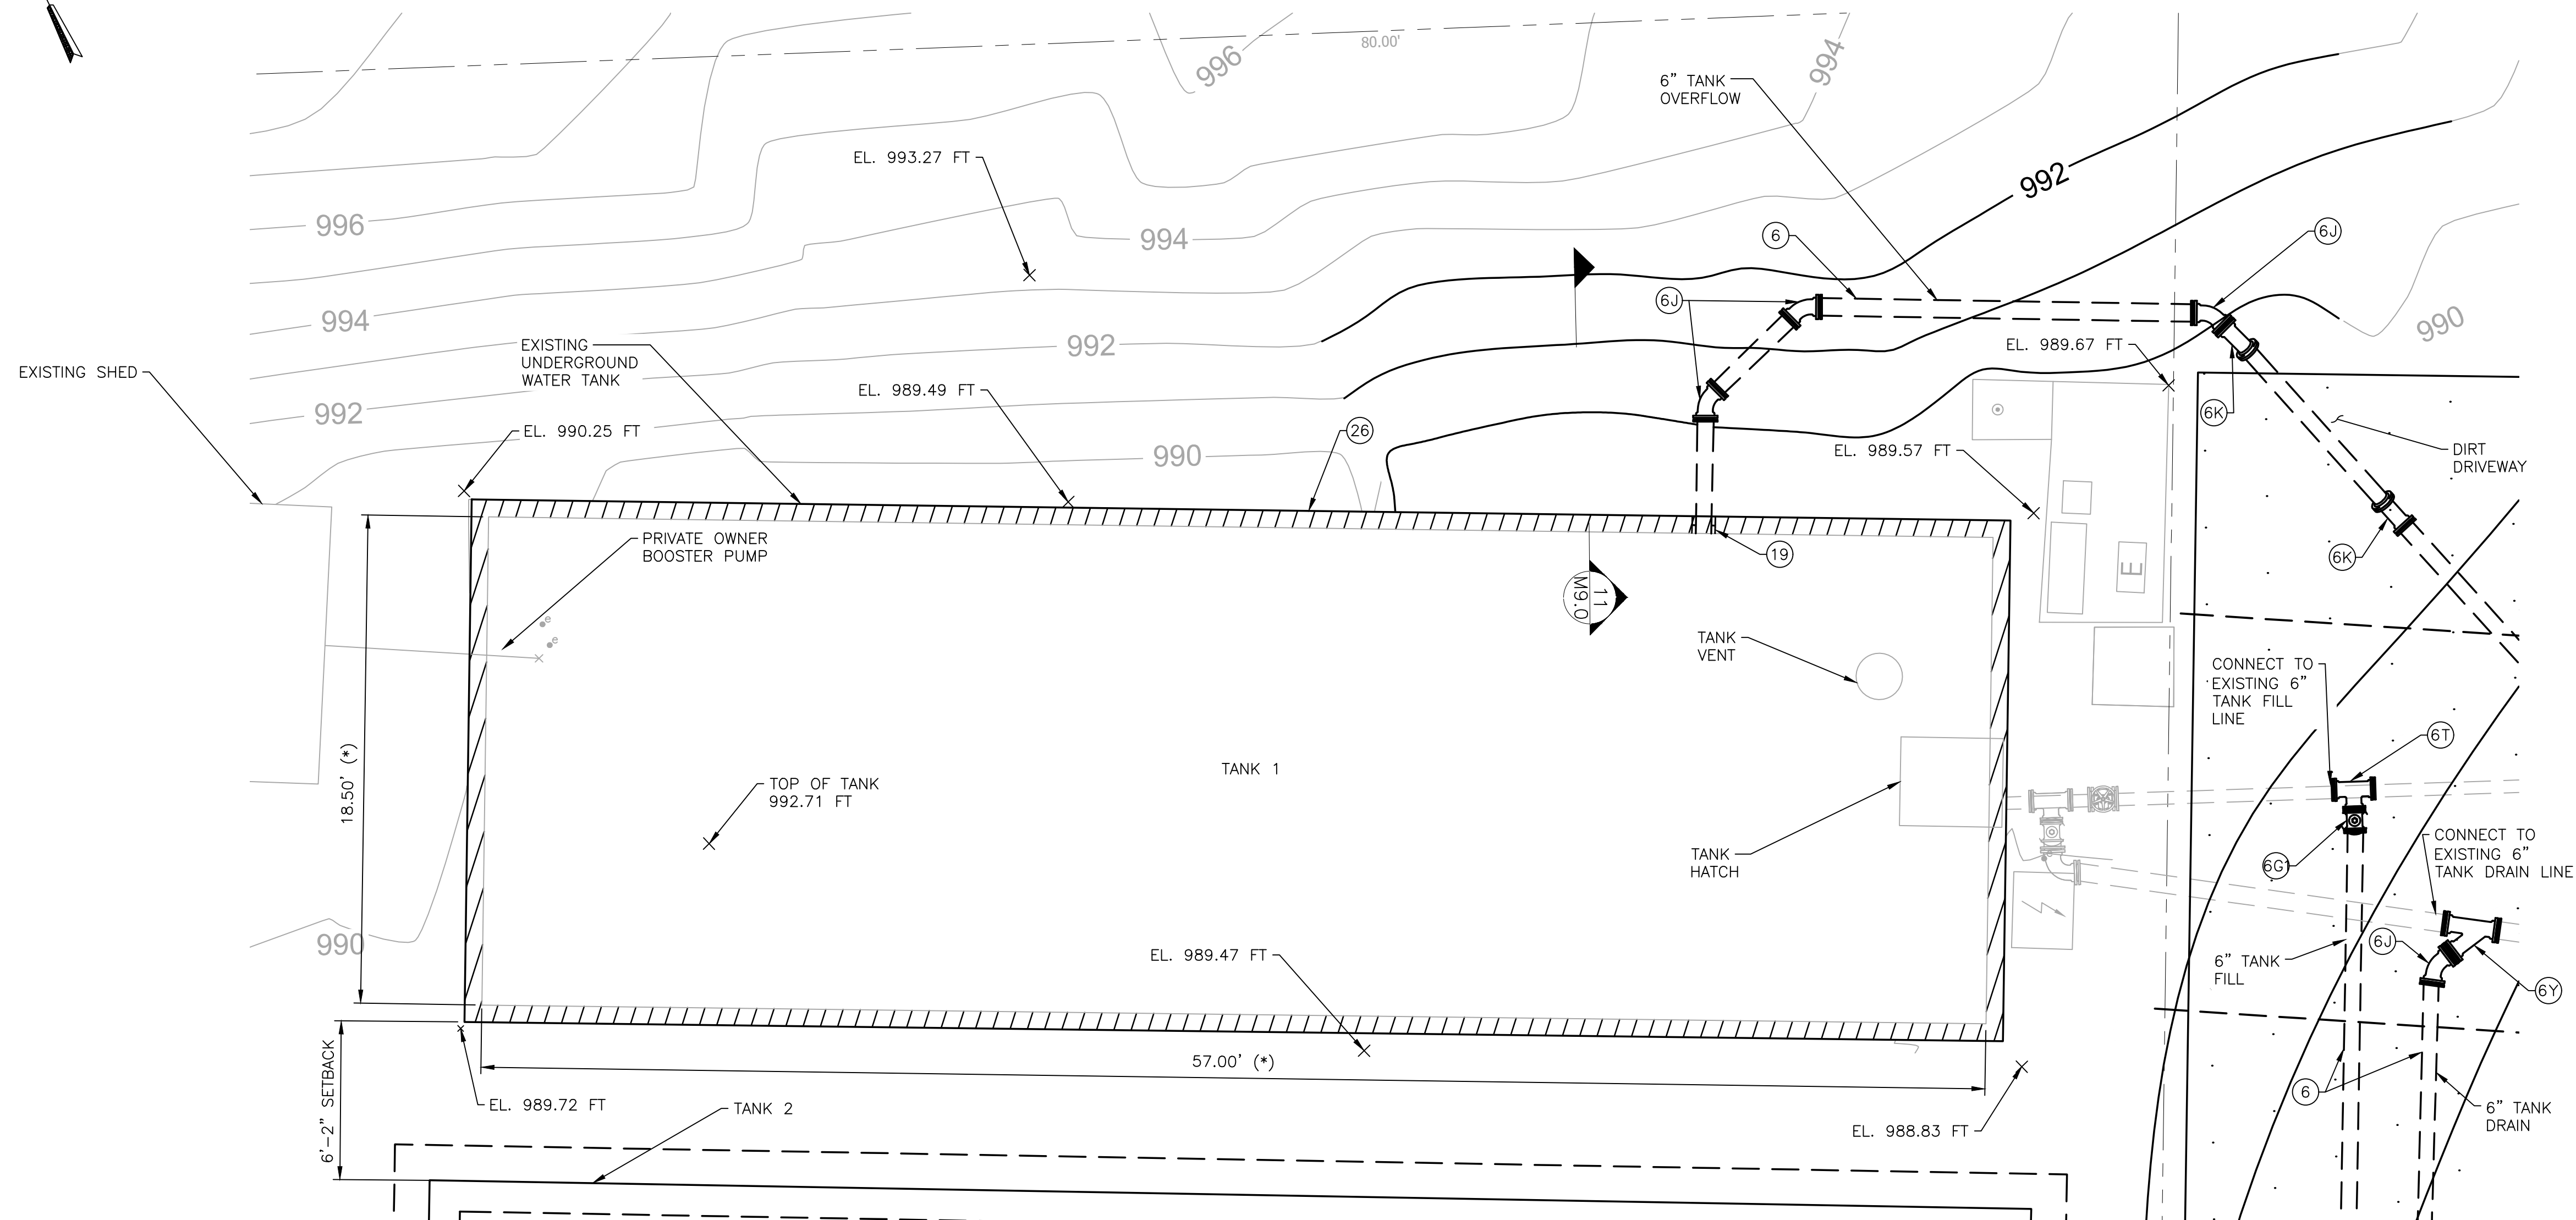 80.00'
996
994
6” TANK
OVERFLOW
EL. 993.27 FT
992
996
994
6
6J
6J
994
992
990
EXISTING
UNDERGROUND
WATER TANK
EL. 989.67 FT
EXISTING SHED
EL. 989.49 FT
992
6K
EL. 990.25 FT
26
990
EL. 989.57 FT
DIRT
DRIVEWAY
PRIVATE OWNER
BOOSTER PUMP
19
6K
E
11
M9.0
e
e
TANK
VENT
CONNECT TO
EXISTING 6”
TANK FILL
LINE
6T
18.50' (*)
TANK 1
TOP OF TANK
992.71 FT
TANK
HATCH
6G1
CONNECT TO
EXISTING 6”
TANK DRAIN LINE
990
EL. 989.47 FT
6J
6” TANK
FILL
6Y
57.00' (*)
6'-2” SETBACK
EL. 989.72 FT
TANK 2
6
6” TANK
DRAIN
EL. 988.83 FT